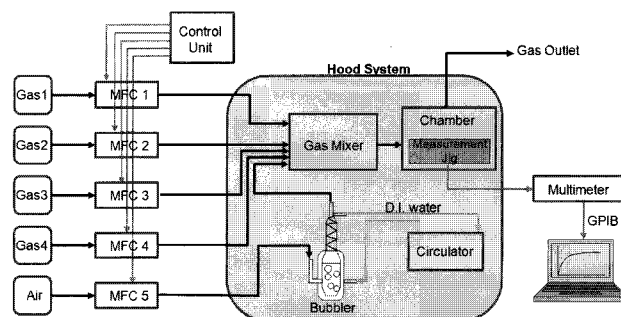 Control
Unit
Gas Outlet
Hood System
Gas1
MFC 1
Gas2
MFC 2
Gas Mixer
Chamber
Measurement
Jig
Gas3
MFC 3
Multimeter
D.I. water
GPIB
Gas4
MFC 4
Circulator
Air
MFC 5
Bubbler